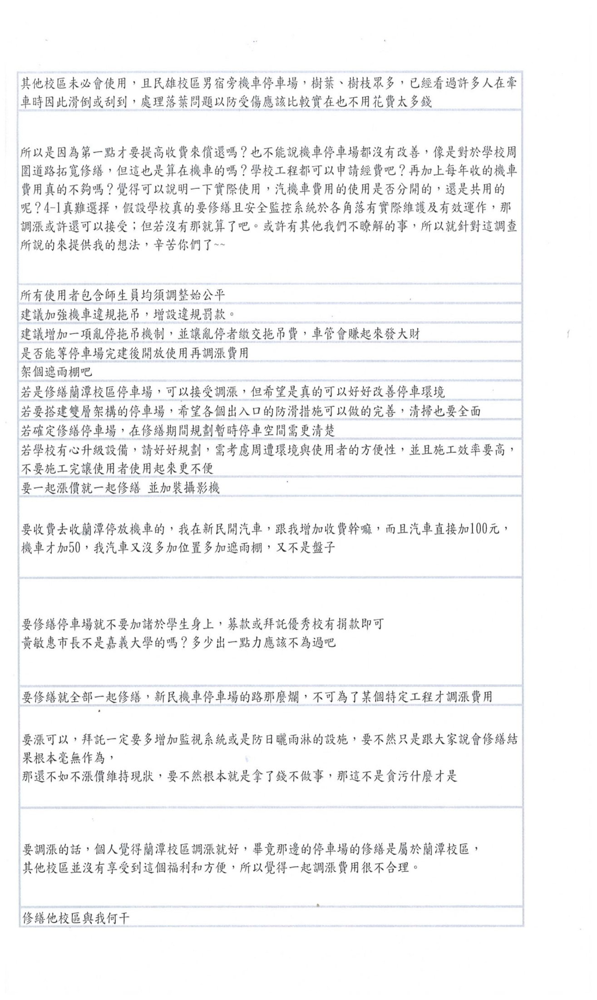 其他校區未必會使用，且民雄校區男宿旁機車停車場，樹葉、樹枝眾多，已經看過許多人在牽
車時因此滑倒或刮到，處理落葉問題以防受傷應該比較實在也不用花費太多錢
所以是因為第一點才要提高收費來償還嗎？也不能說機車停車場都沒有改善，像是對於學校周
圍道路拓寬修繕，但這也是算在機車的嗎？學校工程都可以申請經費吧？再加上每年收的機車
費用真的不夠嗎？覺得可以說明一下實際使用，汽機車費用的使用是否分開的，還是共用的
呢？4-1真難選擇，假設學校真的要修繕且安全監控系統於各角落有實際維護及有效運作，那
調漲或許還可以接受；但若沒有那就算了吧。或許有其他我們不瞭解的事，所以就針對這調查
所說的來提供我的想法，辛苦你們了~~
所有使用者包含師生員均須調整始公平
建議加強機車違規拖吊，增設違規罰款。
建議增加一項亂停拖吊機制，並讓亂停者繳交拖吊費，車管會賺起來發大財
是否能等停車場完建後開放使用再調漲費用
架個遮雨棚吧
若是修繕蘭潭校區停車場，可以接受調漲，但希望是真的可以好好改善停車環境
若要搭建雙層架構的停車場，希望各個出入口的防滑措施可以做的完善，清掃也要全面
若確定修繕停車場，在修繕期間規劃暫時停車空間需更清楚
若學校有心升級設備，請好好規劃，需考慮周遭環境與使用者的方便性，並且施工效率要高，
不要施工完讓使用者使用起來更不便
要一起漲價就一起修繕 並加裝攝影機
要收費去收蘭潭停放機車的，我在新民開汽車，跟我增加收費幹嘛，而且汽車直接加100元，
機車才加50，我汽車又沒多加位置多加遮雨棚，又不是盤子
要修繕停車場就不要加諸於學生身上，募款或拜託優秀校有捐款即可
黃敏惠市長不是嘉義大學的嗎？多少出一點力應該不為過吧
要修繕就全部一起修繕，新民機車停車場的路那麼爛，不可為了某個特定工程才調漲費用
要漲可以，拜託一定要多增加監視系統或是防日曬雨淋的設施，要不然只是跟大家說會修繕結
果根本毫無作為，
那還不如不漲價維持現狀，要不然根本就是拿了錢不做事，那這不是貪污什麼才是
要調漲的話，個人覺得蘭潭校區調漲就好，畢竟那邊的停車場的修繕是屬於蘭潭校區，
其他校區並沒有享受到這個福利和方便，所以覺得一起調漲費用很不合理。
修繕他校區與我何干